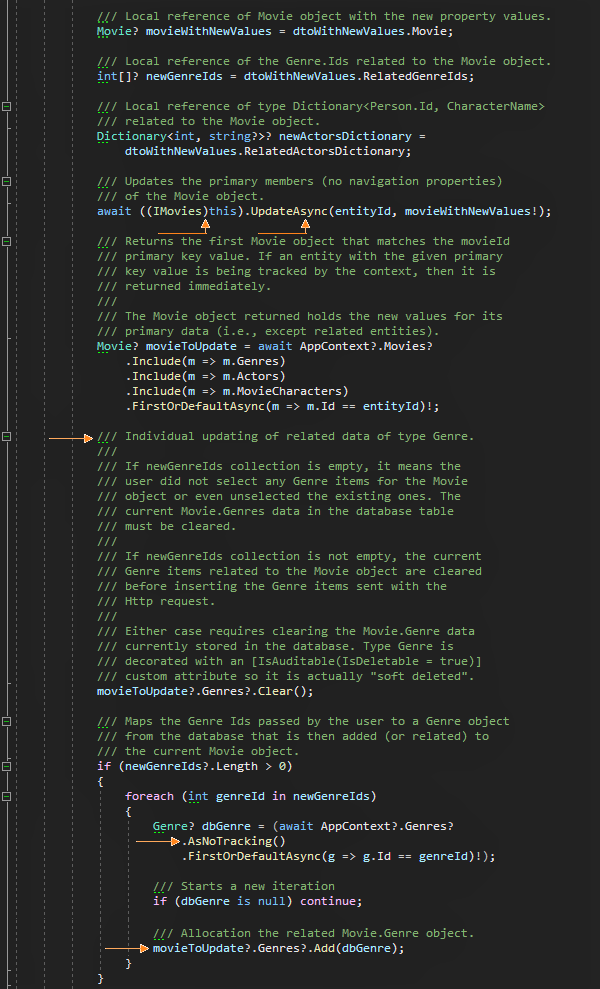 /// Local reference of Movie object with the new property values.
Movie? movieWithNewValues = dtoWithNewValues.Movie;
/// Local reference of the Genre.Ids related to the Movie object.
int[]? newGenreIds = dtoWithNewValues.RelatedGenreIds;
/// Local reference of type Dictionary<Person.Id, CharacterName>
/// related to the Movie object.
Dictionary<int, string?>? newActorsDictionary =
dtoWithNewValues.RelatedActorsDictionary;
/// Updates the primary members (no navigation properties)
/// of the Movie object.
await ((IMovies)this).UpdateAsync(entityId, movieWithNewValues!);
/// Returns the first Movie object that matches the movieId
/// primary key value. If an entity with the given primary
/// key value is being tracked by the context, then it is
/// returned immediately.
///
/// The Movie object returned holds the new values for its
/// primary data (i.e., except related entities).
Movie? movieToUpdate = await AppContext?.Movies?
.Include(m => m.Genres)
.Include(m => m.Actors)
.Include(m => m.MovieCharacters)
.FirstOrDefaultAsync(m => m.Id == entityId)!;
/// Individual updating of related data of type Genre.
///
/// If newGenreIds collection is empty, it means the
/// user did not select any Genre items for the Movie
/// object or even unselected the existing ones. The
/// current Movie.Genres data in the database table
/// must be cleared.
///
/// If newGenreIds collection is not empty, the current
/// Genre items related to the Movie object are cleared
/// before inserting the Genre items sent with the
/// Http request.
///
/// Either case requires clearing the Movie.Genre data
/// currently stored in the database. Type Genre is
/// decorated with an [IsAuditable(IsDeletable = true)]
/// custom attribute so it is actually "soft deleted".
movieToUpdate?.Genres?.Clear();
/// Maps the Genre Ids passed by the user to a Genre object
/// from the database that is then added (or related) to
/// the current Movie object.
if (newGenreIds?.Length > 0)
{
foreach (int genreId in newGenreIds)
{
Genre? dbGenre = (await AppContext?.Genres?
.AsNoTracking()
.FirstOrDefaultAsync(g => g.Id == genreId)!);
/// Starts a new iteration
if (dbGenre is null) continue;
/// Allocation the related Movie.Genre object.
movieToUpdate?.Genres?.Add(dbGenre);
}
}